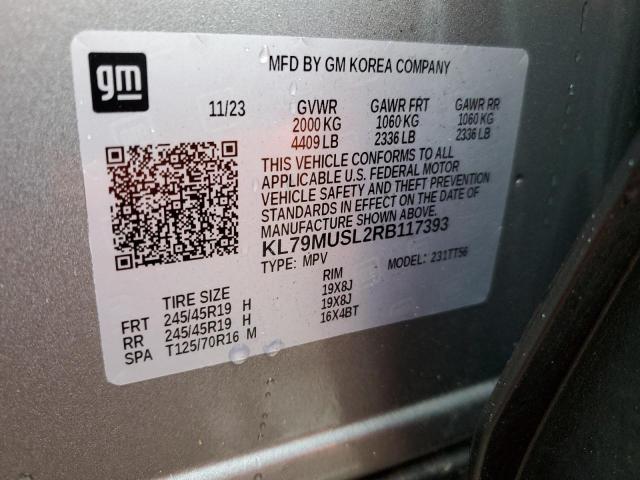 gm
MFD BY GM KOREA COMPANY
11/23 GVWR GAWR FRT GAWR RR
2000 KG 1060 KG 1060 KG
4409 LB 2336 LB 2336 LB
THIS VEHICLE CONFORMS TO ALL
APPLICABLE U.S. FEDERAL MOTOR
VEHICLE SAFETY AND THEFT PREVENTION
STANDARDS IN EFFECT ON THE DATE OF
MANUFACTURE SHOWN ABOVE.
KL79MUSL2RB117393
TYPE: MPV MODEL: 231TT56
TIRE SIZE RIM
FRT 245/45R19 H 19X8J
RR 245/45R19 H 19X8J
SPA T125/70R16 M 16X4BT